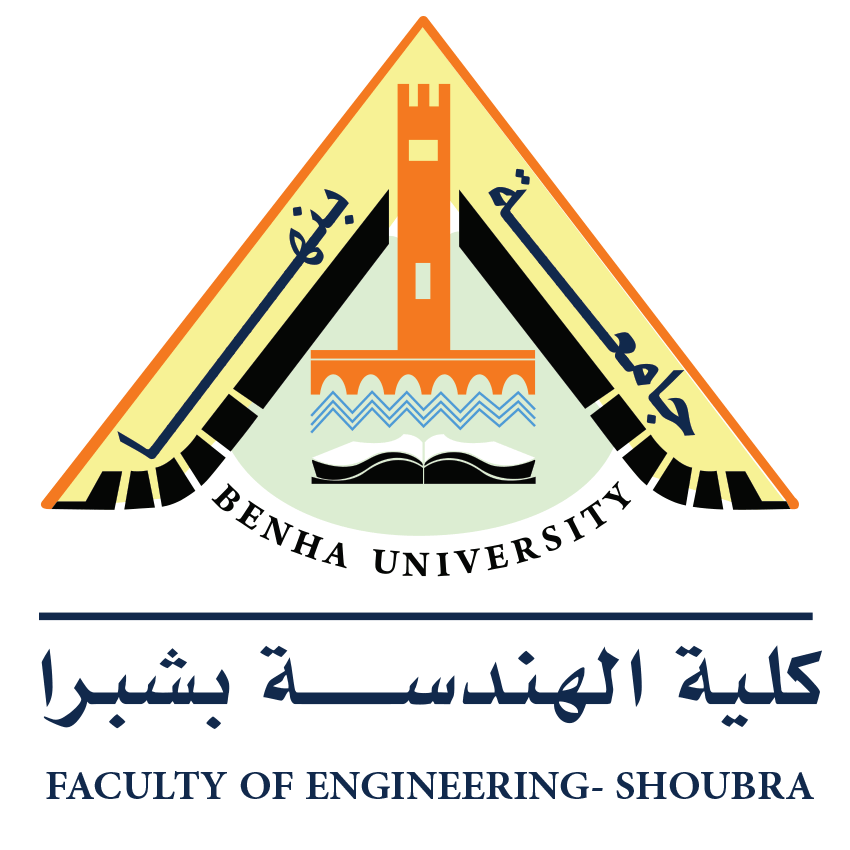 جامعة بنها
BENHA UNIVERSITY
كلية الهندسة بشبرا
FACULTY OF ENGINEERING- SHOUBRA